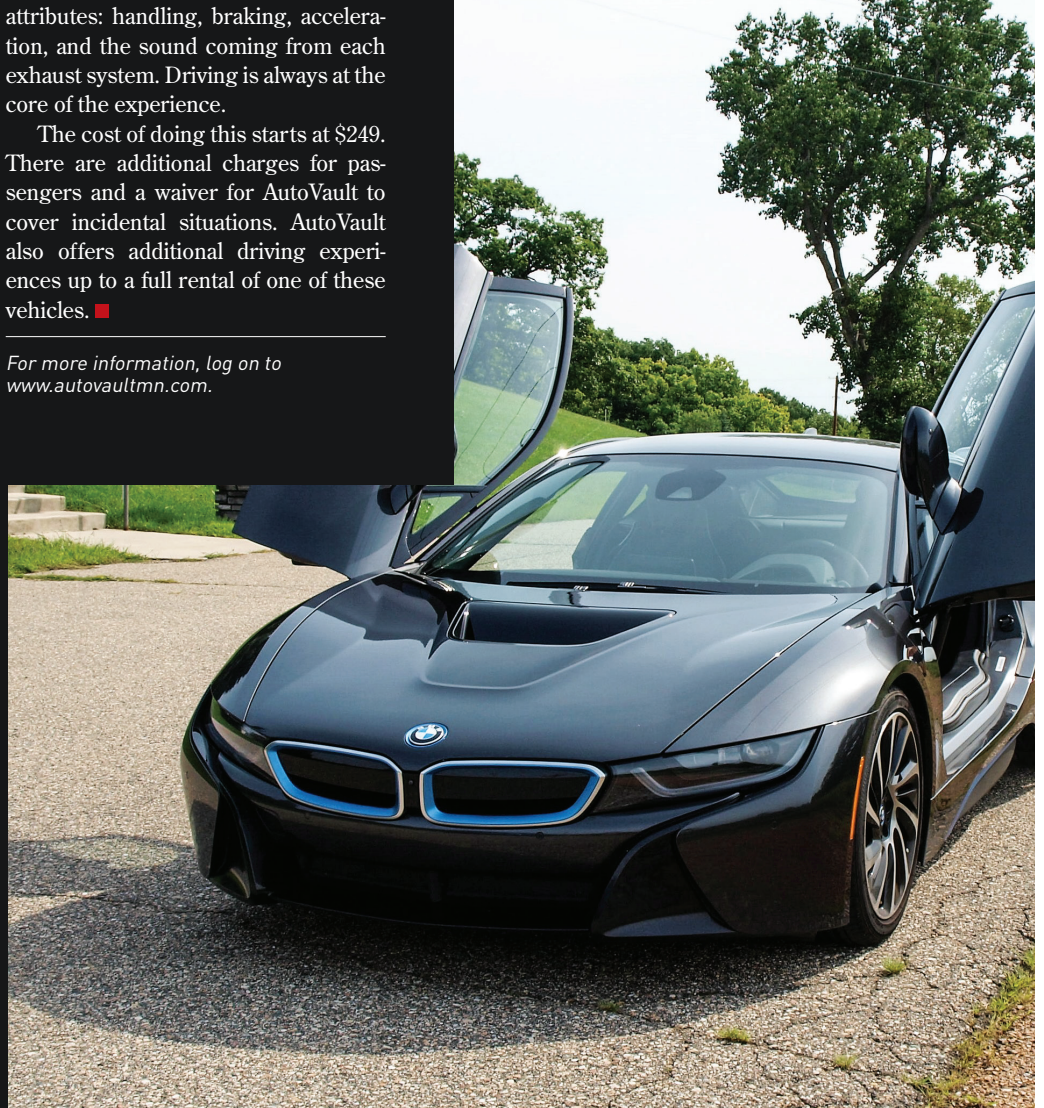 attributes: handling, braking, accelera-
tion, and the sound coming from each
exhaust system. Driving is always at the
core of the experience.
The cost of doing this starts at $249.
There are additional charges for pas-
sengers and a waiver for AutoVault to
cover incidental situations. AutoVault
also offers additional driving experi-
ences up to a full rental of one of these
vehicles.
For more information, log on to
www.autovaultmn.com.